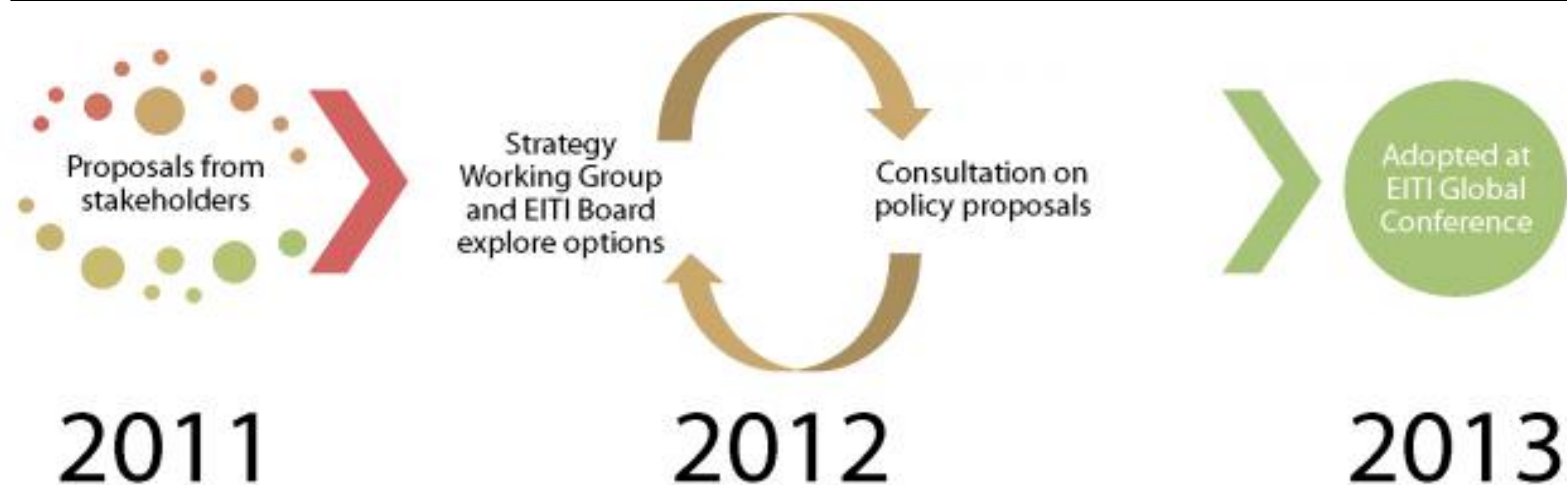 Proposals from
stakeholders
Strategy
Working Group
and EITI Board
explore options
Consultation on
policy proposals
Adopted at
EITI Global
Conference
2011
2012
2013